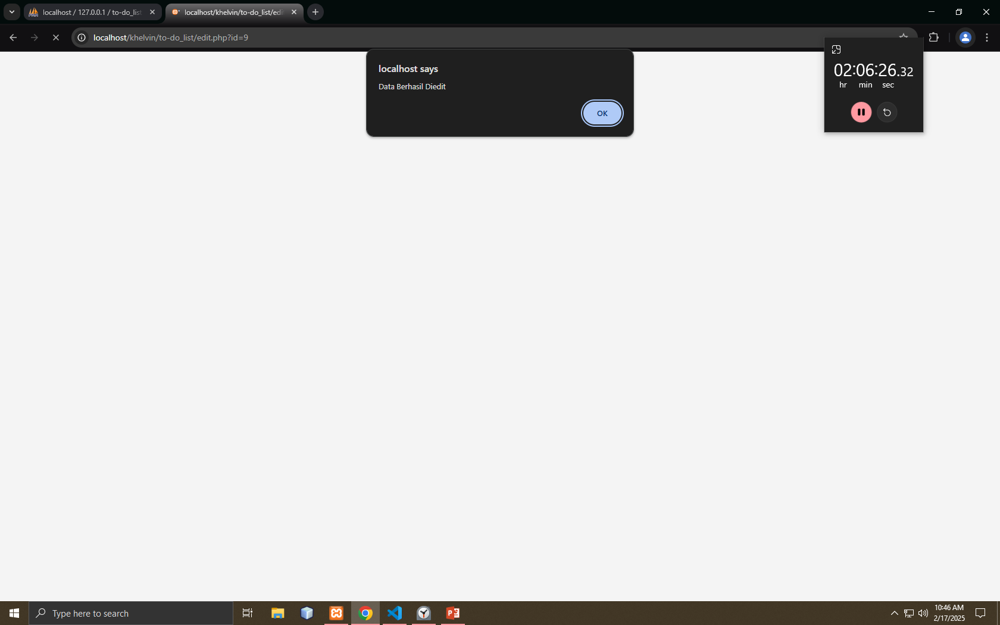 localhost / 127.0.0.1 / to-do_list
localhost/khelvin/to-do_list/edi
localhost/khelvin/to-do_list/edit.php?id=9
localhost says
Data Berhasil Diedit
OK
02:06:26.32
hr min sec
Type here to search
10:46 AM
2/17/2025